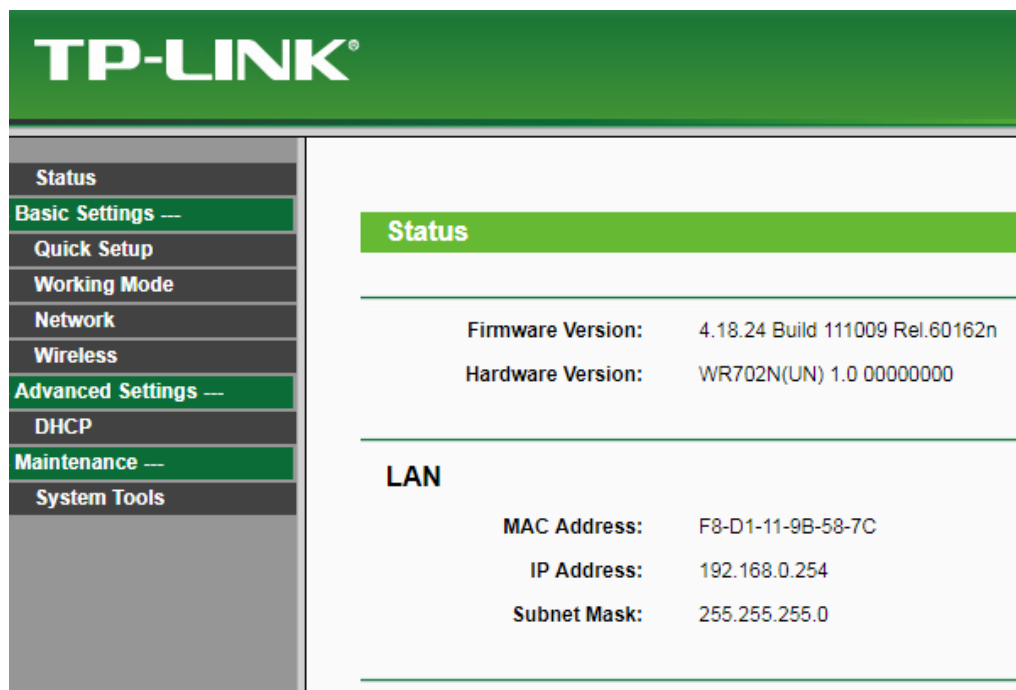 TP-LINK®
Status
Basic Settings ---
Quick Setup
Working Mode
Network
Wireless
Advanced Settings ---
DHCP
Maintenance ---
System Tools
Status
Firmware Version: 4.18.24 Build 111009 Rel.60162n
Hardware Version: WR702N(UN) 1.0 00000000
LAN
MAC Address: F8-D1-11-9B-58-7C
IP Address: 192.168.0.254
Subnet Mask: 255.255.255.0